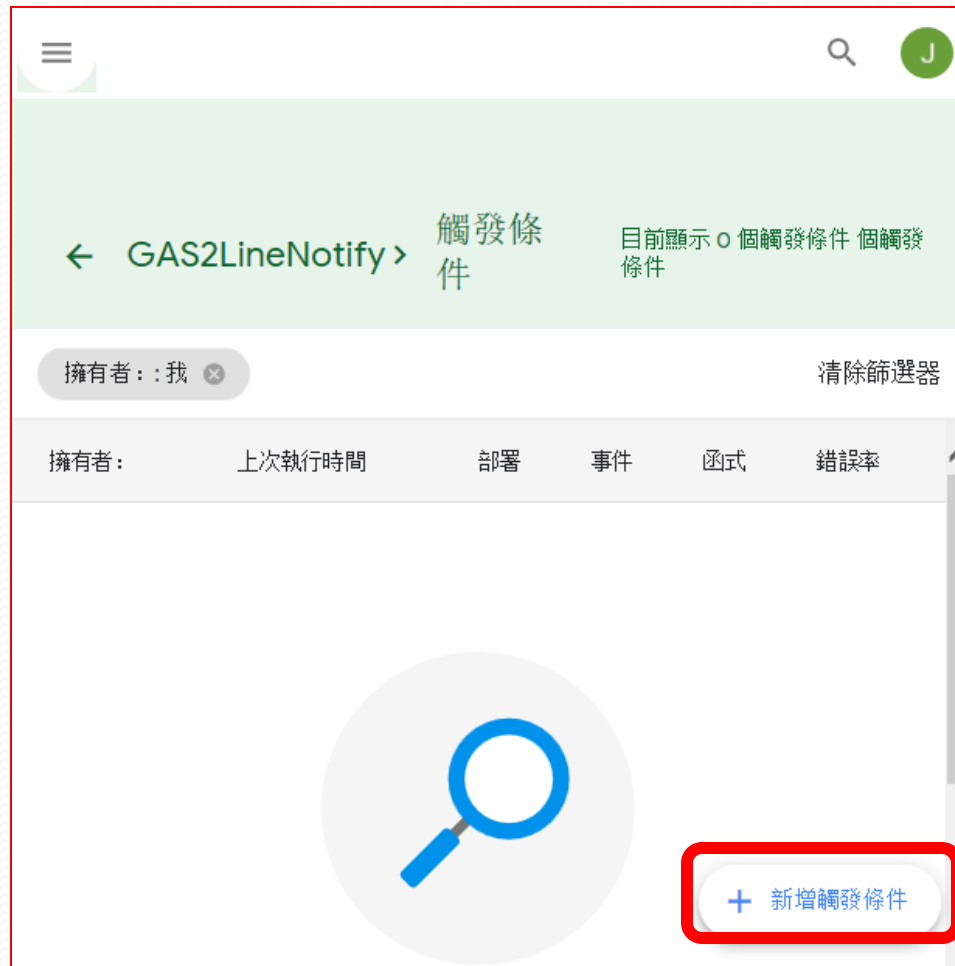 J
GAS2LineNotify > 觸發條件
目前顯示 0 個觸發條件 個觸發
條件
擁有者：: 我
清除篩選器
擁有者： 上次執行時間 部署 事件 函式 錯誤率
+ 新增觸發條件